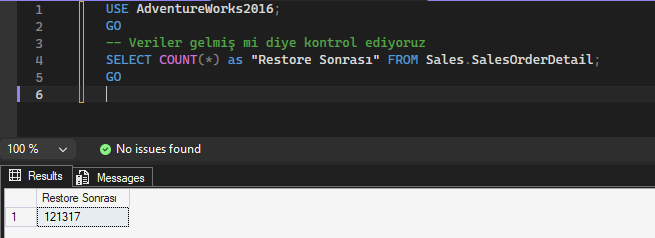 1 USE AdventureWorks2016;
2 GO
3 -- Veriler gelmiş mi diye kontrol ediyoruz
4 SELECT COUNT(*) as "Restore Sonrası" FROM Sales.SalesOrderDetail;
5 GO
6
100 % No issues found
Results Messages
Restore Sonrası
1 121317